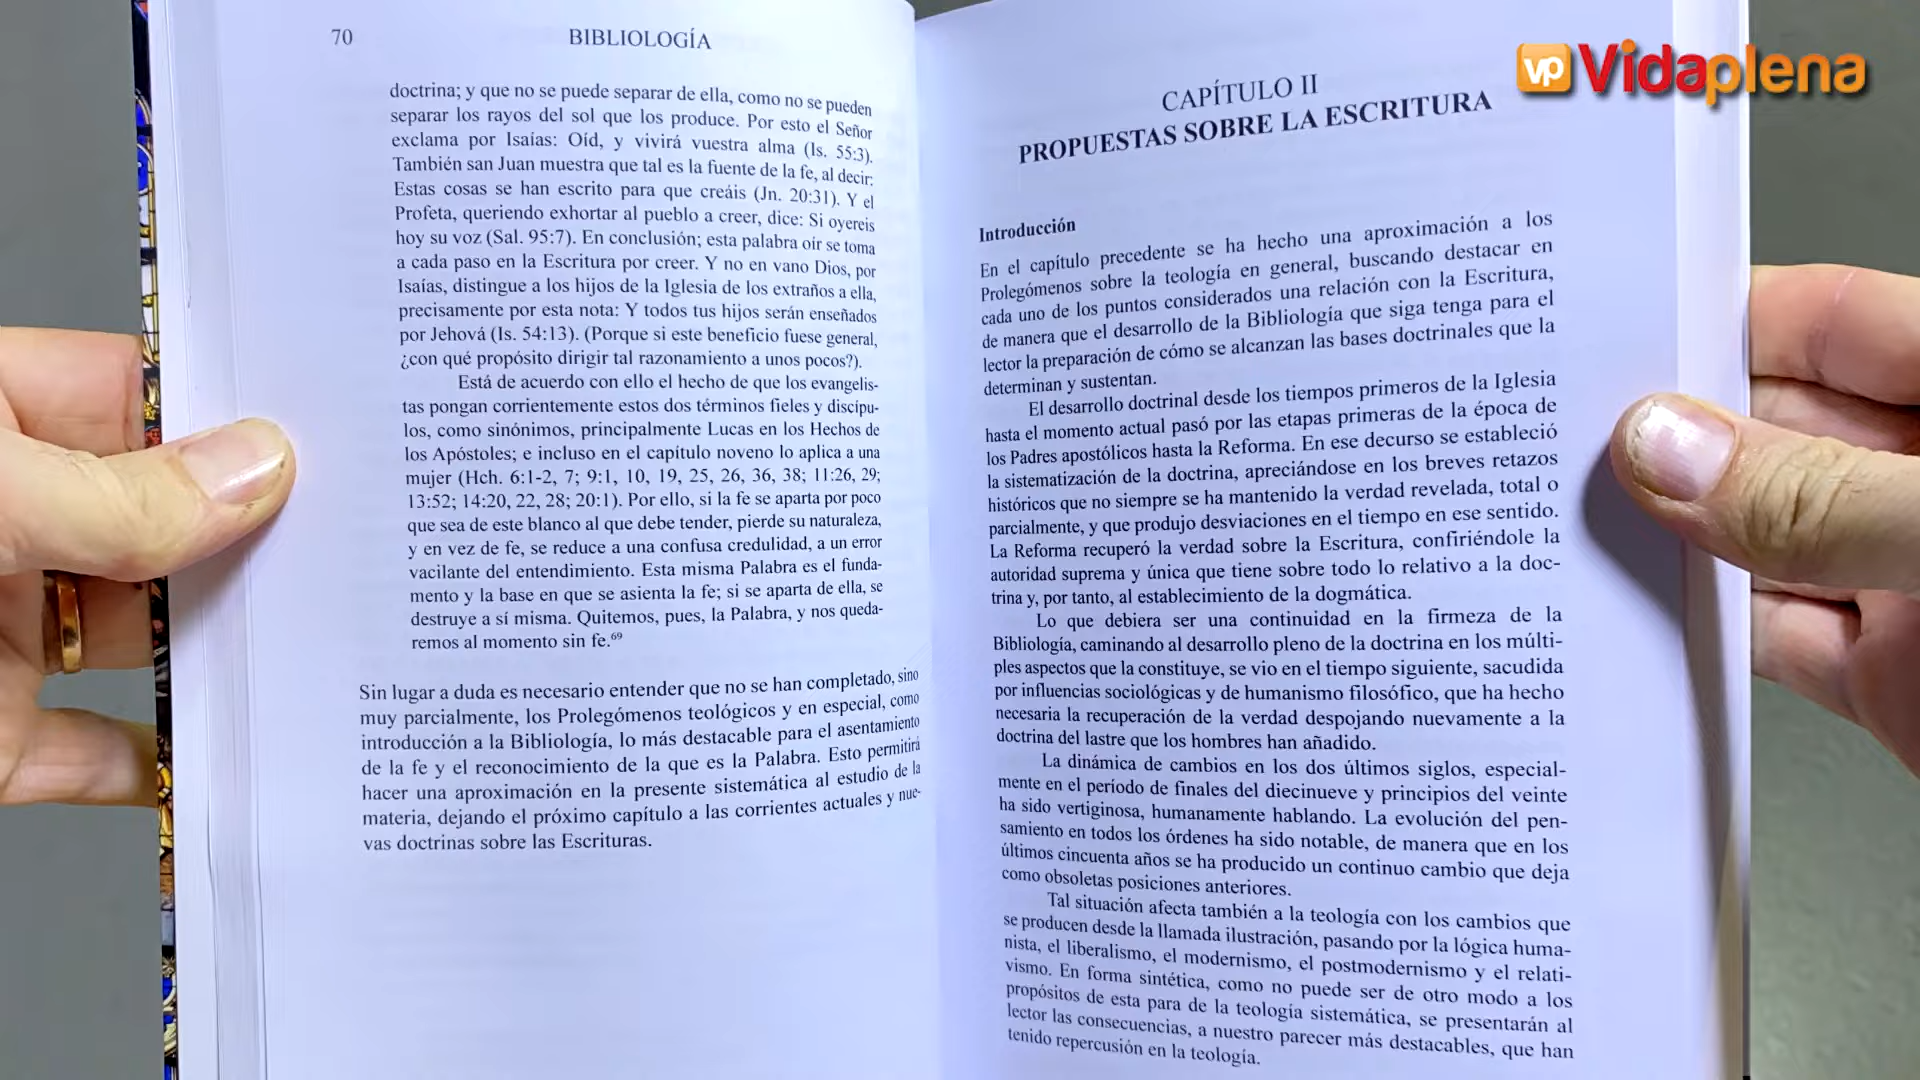 70
BIBLIOLOGÍA
doctrina; y que no se puede separar de ella, como no se pueden
separar los rayos del sol que los produce. Por esto el Señor
exclama por Isaías: Oíd, y vivirá vuestra alma (Is. 55:3).
También san Juan muestra que tal es la fuente de la fe, al decir:
Estas cosas se han escrito para que creáis (Jn. 20:31). Y el
Profeta, queriendo exhortar al pueblo a creer, dice: Si oyereis
hoy su voz (Sal. 95:7). En conclusión; esta palabra oír se toma
a cada paso en la Escritura por creer. Y no en vano Dios, por
Isaías, distingue a los hijos de la Iglesia de los extraños a ella,
precisamente por esta nota: Y todos tus hijos serán enseñados
por Jehová (Is. 54:13). (Porque si este beneficio fuese general,
¿con qué propósito dirigir tal razonamiento a unos pocos?).
Está de acuerdo con ello el hecho de que los evangelis-
tas pongan corrientemente estos dos términos fieles y discípu-
los, como sinónimos, principalmente Lucas en los Hechos de
los Apóstoles; e incluso en el capítulo noveno lo aplica a una
mujer (Hch. 6:1-2, 7; 9:1, 10, 19, 25, 26, 36, 38; 11:26, 29;
13:52; 14:20, 22, 28; 20:1). Por ello, si la fe se aparta por poco
que sea de este blanco al que debe tender, pierde su naturaleza,
y en vez de fe, se reduce a una confusa credulidad, a un error
vacilante del entendimiento. Esta misma Palabra es el funda-
mento y la base en que se asienta la fe; si se aparta de ella, se
destruye a sí misma. Quitemos, pues, la Palabra, y nos queda-
remos al momento sin fe.⁶⁹
Sin lugar a duda es necesario entender que no se han completado, sino
muy parcialmente, los Prolegómenos teológicos y en especial, como
introducción a la Bibliología, lo más destacable para el asentamiento
de la fe y el reconocimiento de la que es la Palabra. Esto permitirá
hacer una aproximación en la presente sistemática al estudio de la
materia, dejando el próximo capítulo a las corrientes actuales y nue-
vas doctrinas sobre las Escrituras.
vp Vidaplena
CAPÍTULO II
PROPUESTAS SOBRE LA ESCRITURA
Introducción
En el capítulo precedente se ha hecho una aproximación a los
Prolegómenos sobre la teología en general, buscando destacar en
cada uno de los puntos considerados una relación con la Escritura,
de manera que el desarrollo de la Bibliología que siga tenga para el
lector la preparación de cómo se alcanzan las bases doctrinales que la
determinan y sustentan.
El desarrollo doctrinal desde los tiempos primeros de la Iglesia
hasta el momento actual pasó por las etapas primeras de la época de
los Padres apostólicos hasta la Reforma. En ese decurso se estableció
la sistematización de la doctrina, apreciándose en los breves retazos
históricos que no siempre se ha mantenido la verdad revelada, total o
parcialmente, y que produjo desviaciones en el tiempo en ese sentido.
La Reforma recuperó la verdad sobre la Escritura, confiriéndole la
autoridad suprema y única que tiene sobre todo lo relativo a la doc-
trina y, por tanto, al establecimiento de la dogmática.
Lo que debiera ser una continuidad en la firmeza de la
Bibliología, caminando al desarrollo pleno de la doctrina en los múlti-
ples aspectos que la constituye, se vio en el tiempo siguiente, sacudida
por influencias sociológicas y de humanismo filosófico, que ha hecho
necesaria la recuperación de la verdad despojando nuevamente a la
doctrina del lastre que los hombres han añadido.
La dinámica de cambios en los dos últimos siglos, especial-
mente en el período de finales del diecinueve y principios del veinte
ha sido vertiginosa, humanamente hablando. La evolución del pen-
samiento en todos los órdenes ha sido notable, de manera que en los
últimos cincuenta años se ha producido un continuo cambio que deja
como obsoletas posiciones anteriores.
Tal situación afecta también a la teología con los cambios que
se producen desde la llamada ilustración, pasando por la lógica huma-
nista, el liberalismo, el modernismo, el postmodernismo y el relati-
vismo. En forma sintética, como no puede ser de otro modo a los
propósitos de esta para de la teología sistemática, se presentarán al
lector las consecuencias, a nuestro parecer más destacables, que han
tenido repercusión en la teología.